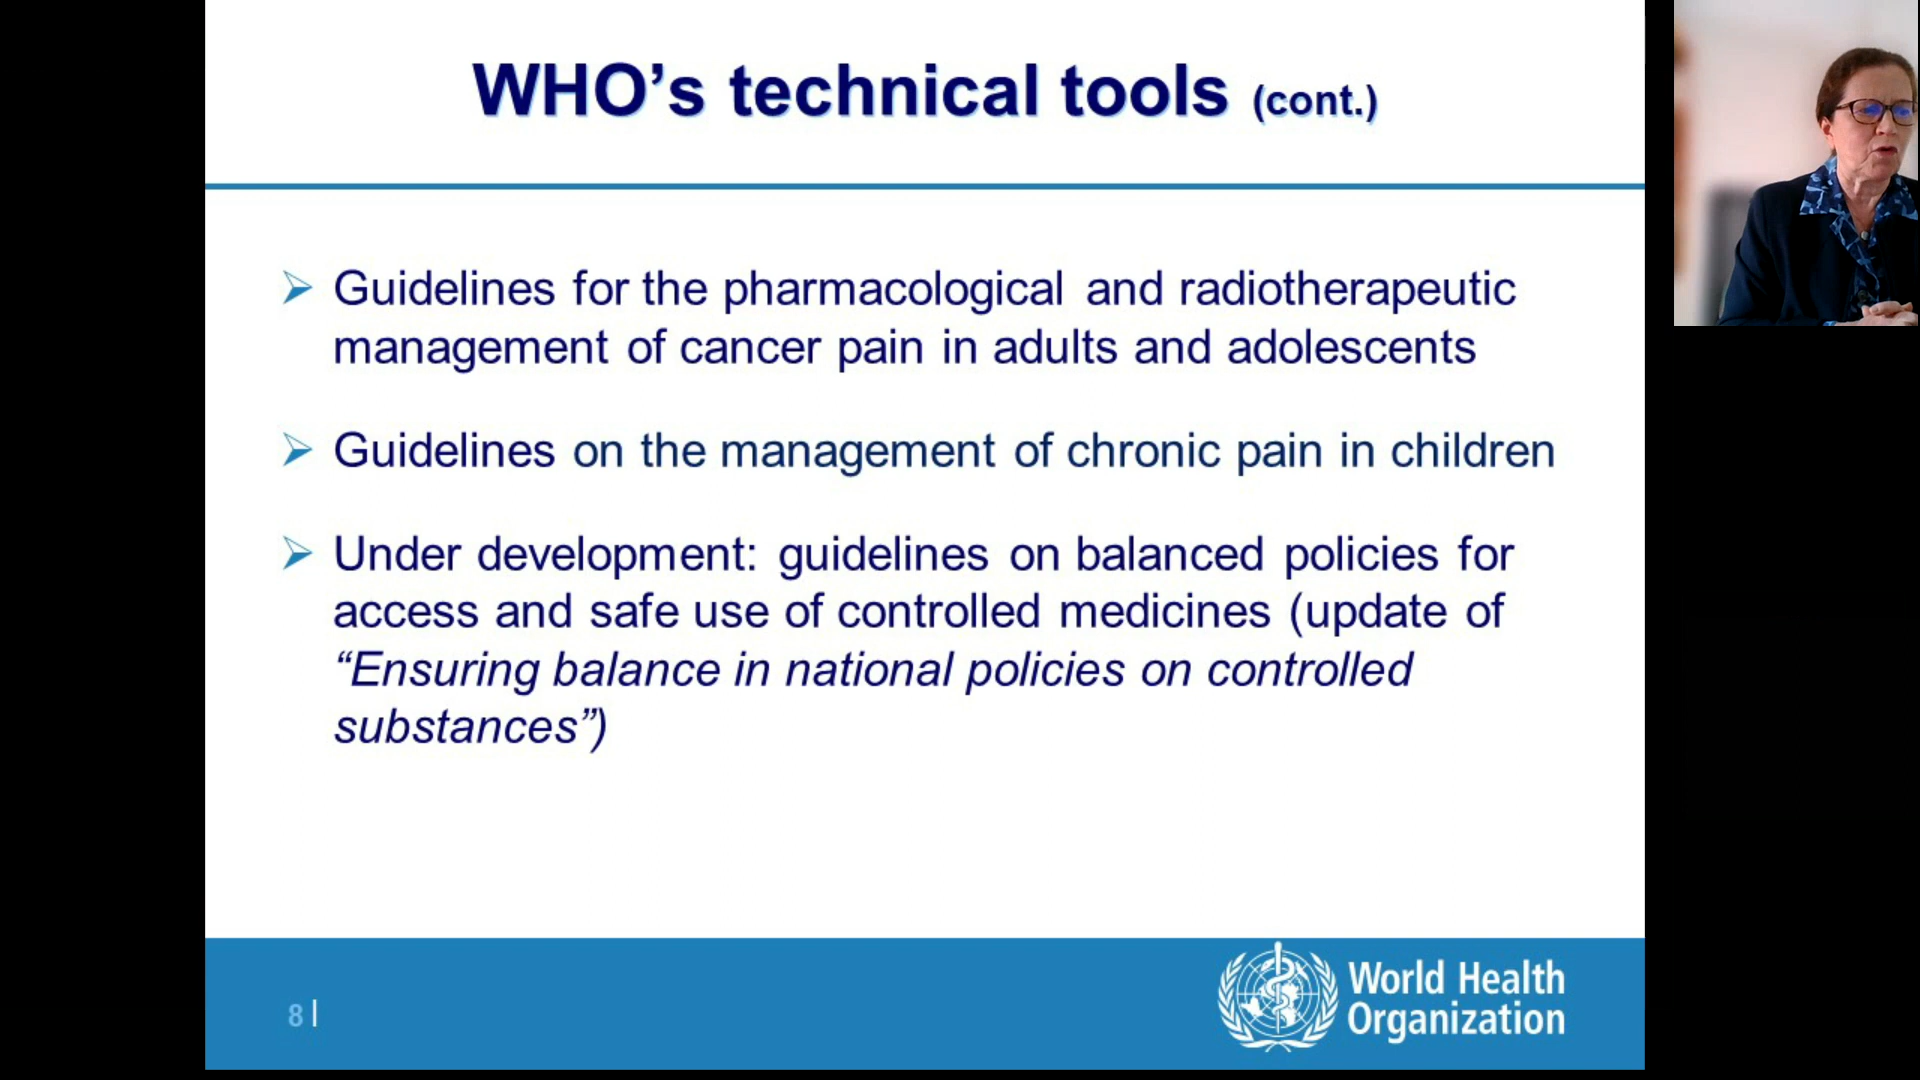 WHO’s technical tools (cont.)
➢ Guidelines for the pharmacological and radiotherapeutic
management of cancer pain in adults and adolescents
➢ Guidelines on the management of chronic pain in children
➢ Under development: guidelines on balanced policies for
access and safe use of controlled medicines (update of
“Ensuring balance in national policies on controlled
substances”)
8 |
World Health
Organization